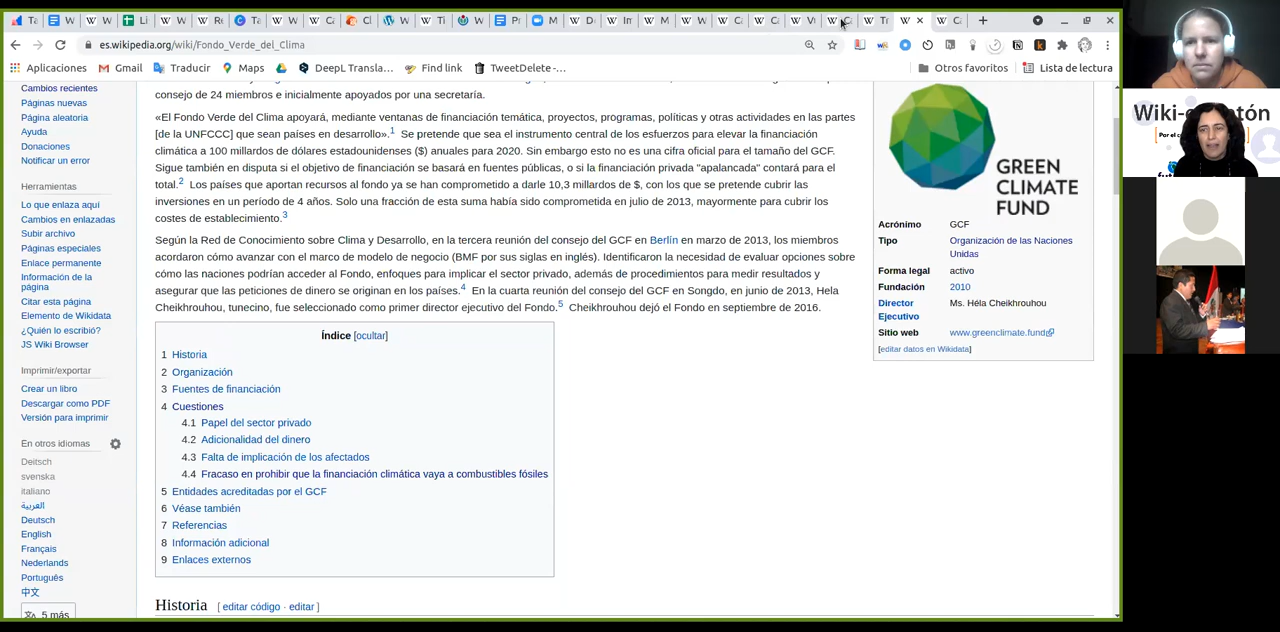 Ta
W
W
Li
W
Re
Ta
W
Ca
Cl
W
Ti
W
Pr
M
D
In
M
W
Ca
Ca
Vi
Tr
W
Ca
es.wikipedia.org/wiki/Fondo_Verde_del_Clima
Aplicaciones Gmail Traducir Maps DeepL Transla... Find link TweetDelete -... Otros favoritos Lista de lectura
Cambios recientes
Páginas nuevas
Página aleatoria
Ayuda
Donaciones
Notificar un error
Herramientas
Lo que enlaza aquí
Cambios en enlazadas
Subir archivo
Páginas especiales
Enlace permanente
Información de la
página
Citar esta página
Elemento de Wikidata
¿Quién lo escribió?
JS Wiki Browser
Imprimir/exportar
Crear un libro
Descargar como PDF
Versión para imprimir
En otros idiomas
Deitsch
svenska
italiano
العربية
Deutsch
English
Français
Nederlands
Português
中文
5 más
consejo de 24 miembros e inicialmente apoyados por una secretaría.
«El Fondo Verde del Clima apoyará, mediante ventanas de financiación temática, proyectos, programas, políticas y otras actividades en las partes
[de la UNFCCC] que sean países en desarrollo».1 Se pretende que sea el instrumento central de los esfuerzos para elevar la financiación
climática a 100 millardos de dólares estadounidenses ($) anuales para 2020. Sin embargo esto no es una cifra oficial para el tamaño del GCF.
Sigue también en disputa si el objetivo de financiación se basará en fuentes públicas, o si la financiación privada "apalancada" contará para el
total.2 Los países que aportan recursos al fondo ya se han comprometido a darle 10,3 millardos de $, con los que se pretende cubrir las
inversiones en un período de 4 años. Solo una fracción de esta suma había sido comprometida en julio de 2013, mayormente para cubrir los
costes de establecimiento.3
Según la Red de Conocimiento sobre Clima y Desarrollo, en la tercera reunión del consejo del GCF en Berlín en marzo de 2013, los miembros
acordaron cómo avanzar con el marco de modelo de negocio (BMF por sus siglas en inglés). Identificaron la necesidad de evaluar opciones sobre
cómo las naciones podrían acceder al Fondo, enfoques para implicar el sector privado, además de procedimientos para medir resultados y
asegurar que las peticiones de dinero se originan en los países.4 En la cuarta reunión del consejo del GCF en Songdo, en junio de 2013, Hela
Cheikhrouhou, tunecino, fue seleccionado como primer director ejecutivo del Fondo.5 Cheikhrouhou dejó el Fondo en septiembre de 2016.
Índice [ocultar]
1 Historia
2 Organización
3 Fuentes de financiación
4 Cuestiones
4.1 Papel del sector privado
4.2 Adicionalidad del dinero
4.3 Falta de implicación de los afectados
4.4 Fracaso en prohibir que la financiación climática vaya a combustibles fósiles
5 Entidades acreditadas por el GCF
6 Véase también
7 Referencias
8 Información adicional
9 Enlaces externos
Historia [ editar código · editar ]
GREEN
CLIMATE
FUND
Acrónimo GCF
Tipo Organización de las Naciones
Unidas
Forma legal activo
Fundación 2010
Director Ms. Héla Cheikhrouhou
Ejecutivo
Sitio web www.greenclimate.fund
[editar datos en Wikidata]